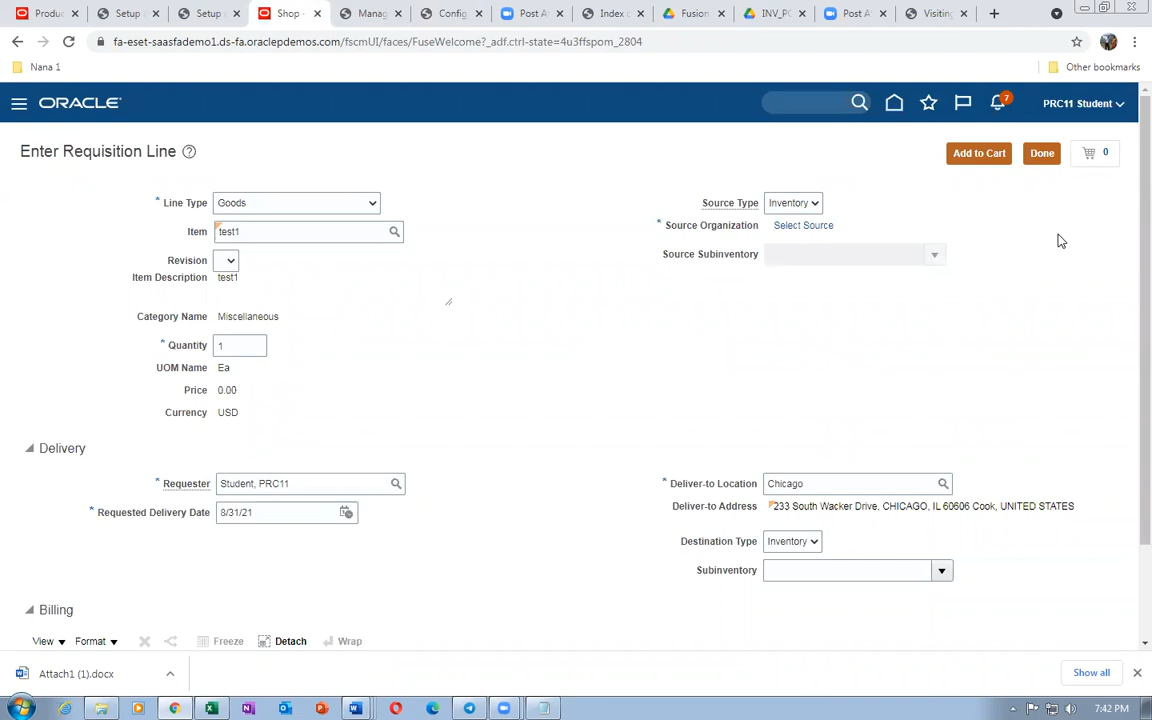 Produc
Setup a
Setup a
Shop -
Manag
Config
Post At
Index o
Fusion
INV_PO
Post At
Visiting
fa-eset-saasfademo1.ds-fa.oraclepdemos.com/fscmUI/faces/FuseWelcome?_adf.ctrl-state=4u3ffspom_2804
Nana 1
Other bookmarks
ORACLE
7
PRC11 Student
Enter Requisition Line
Add to Cart
Done
0
* Line Type Goods
Source Type Inventory
Item test1
* Source Organization Select Source
Revision
Source Subinventory
Item Description test1
Category Name Miscellaneous
* Quantity 1
UOM Name Ea
Price 0.00
Currency USD
Delivery
* Requester Student, PRC11
* Deliver-to Location Chicago
* Requested Delivery Date 8/31/21
Deliver-to Address 233 South Wacker Drive, CHICAGO, IL 60606 Cook, UNITED STATES
Destination Type Inventory
Subinventory
Billing
View Format Freeze Detach Wrap
Attach1 (1).docx
Show all
7:42 PM